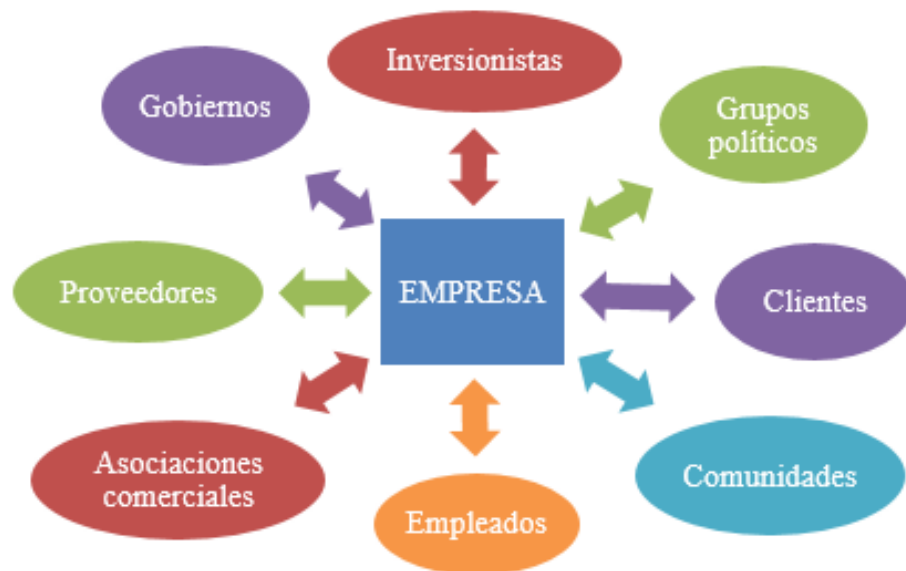 Inversionistas
Gobiernos
Grupos
políticos
Proveedores
EMPRESA
Clientes
Asociaciones
comerciales
Comunidades
Empleados